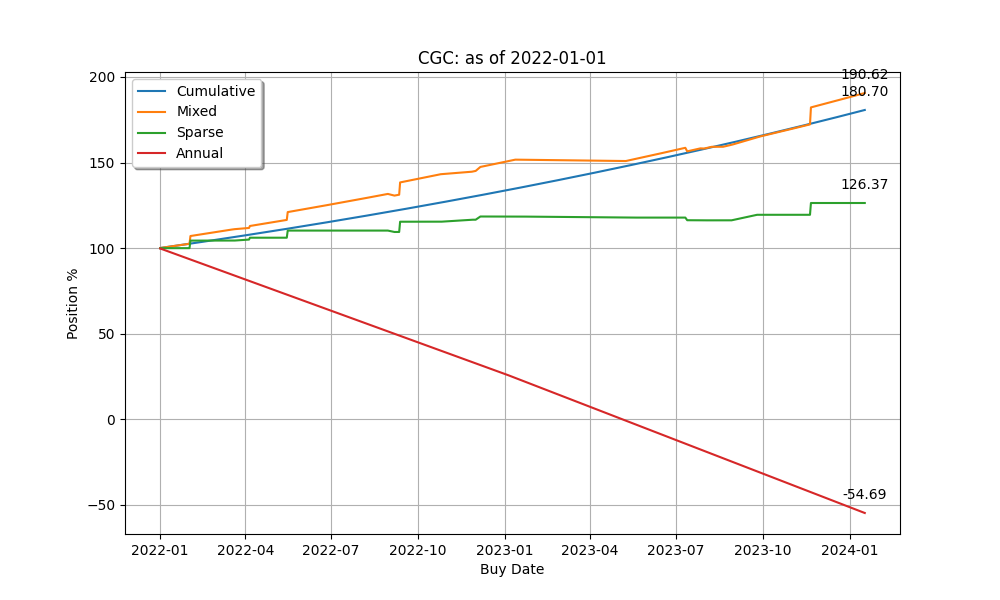 CGC: as of 2022-01-01
Cumulative
Mixed
Sparse
Annual
190.62
180.70
126.37
-54.69
200
150
100
50
0
−50
Position %
2022-01 2022-04 2022-07 2022-10 2023-01 2023-04 2023-07 2023-10 2024-01
Buy Date